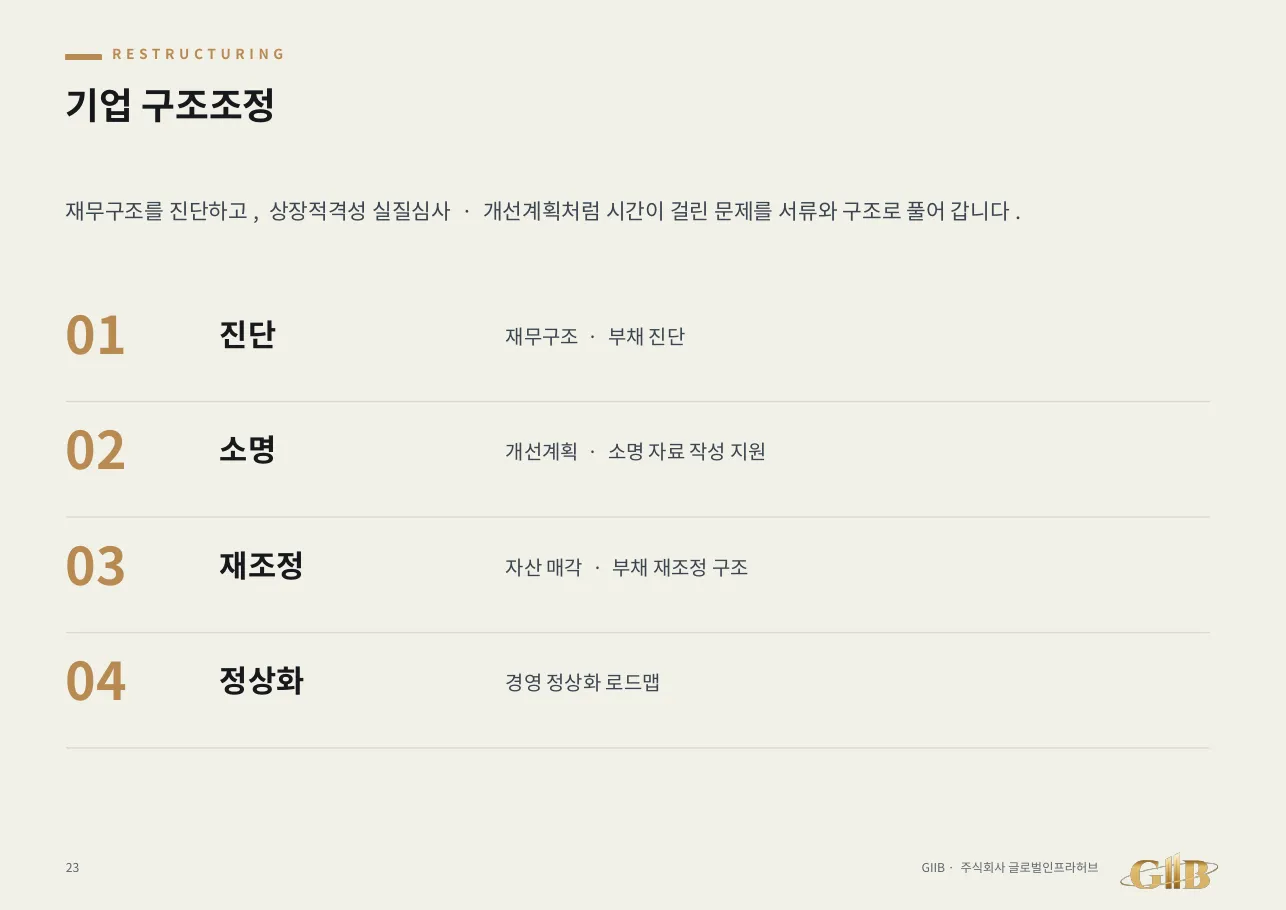 RESTRUCTURING
기업 구조조정
재무구조를 진단하고 , 상장적격성 실질심사 · 개선계획처럼 시간이 걸린 문제를 서류와 구조로 풀어 갑니다 .
01 진단 재무구조 · 부채 진단
02 소명 개선계획 · 소명 자료 작성 지원
03 재조정 자산 매각 · 부채 재조정 구조
04 정상화 경영 정상화 로드맵
23 GIIB · 주식회사 글로벌인프라허브 GIIB